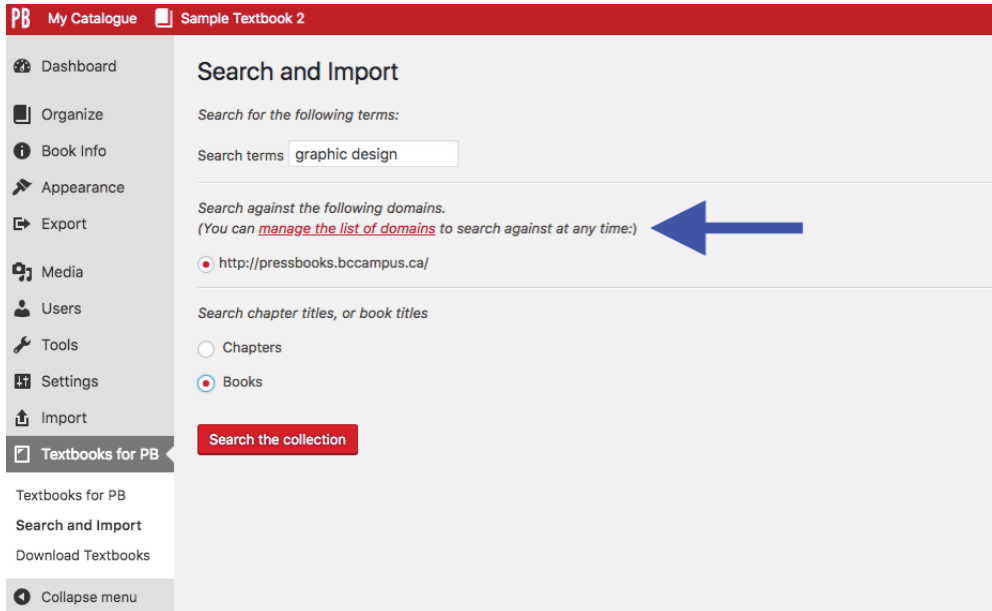 PB My Catalogue Sample Textbook 2
Dashboard
Organize
Book Info
Appearance
Export
Media
Users
Tools
Settings
Import
Textbooks for PB
Textbooks for PB
Search and Import
Download Textbooks
Collapse menu
Search and Import
Search for the following terms:
Search terms graphic design
Search against the following domains.
(You can manage the list of domains to search against at any time:)
http://pressbooks.bccampus.ca/
Search chapter titles, or book titles
Chapters
Books
Search the collection